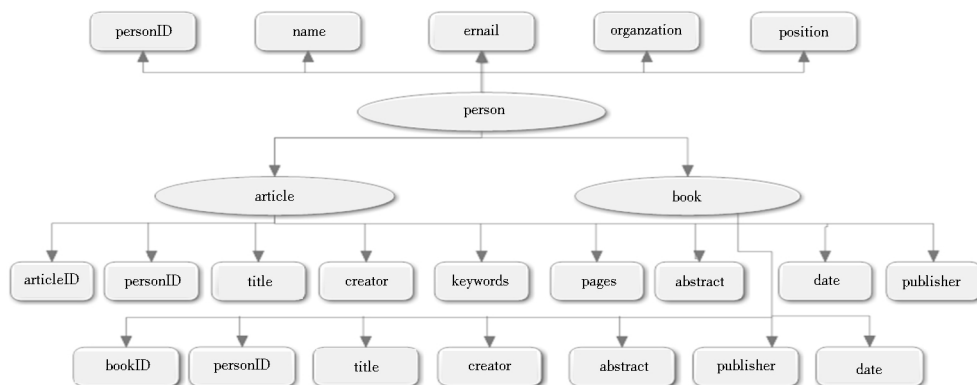 personID name ernail organzation position
person
article book
articleID personID title creator keywords pages abstract date publisher
bookID personID title creator abstract publisher date